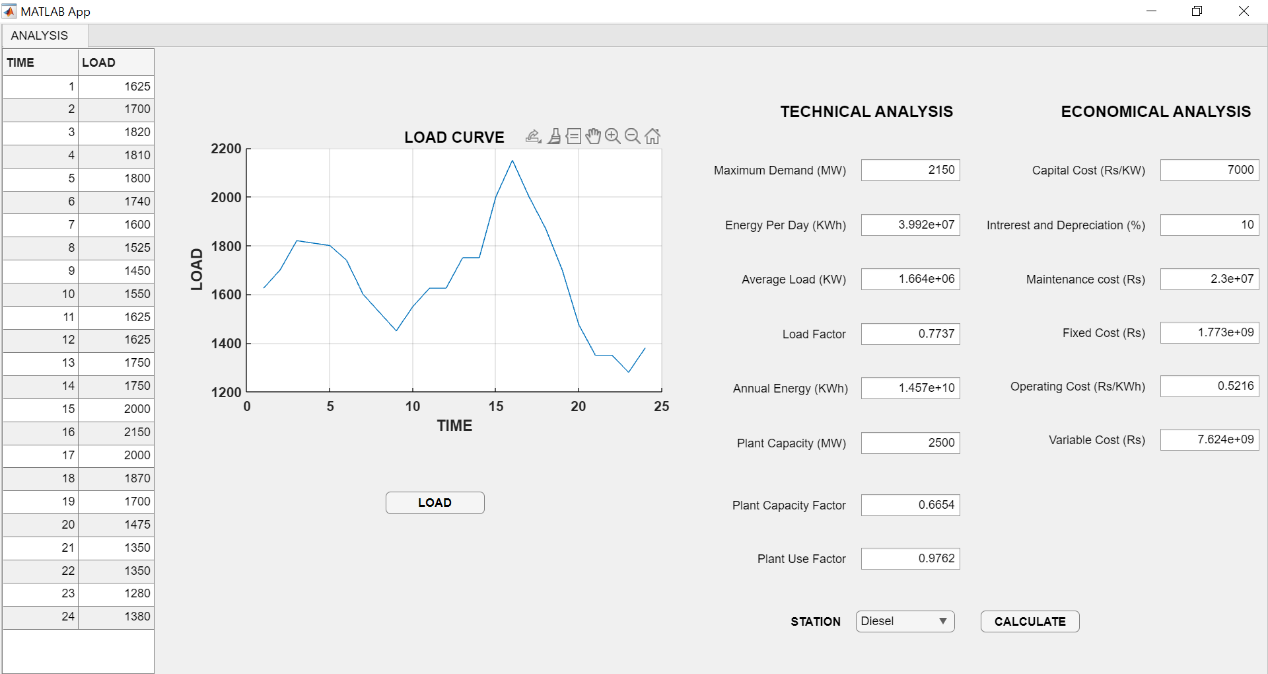 MATLAB App
ANALYSIS
TIME LOAD
1 1625
2 1700
3 1820
4 1810
5 1800
6 1740
7 1600
8 1525
9 1450
10 1550
11 1625
12 1625
13 1750
14 1750
15 2000
16 2150
17 2000
18 1870
19 1700
20 1475
21 1350
22 1350
23 1280
24 1380
LOAD CURVE
2200
2000
1800
1600
1400
1200
LOAD
0 5 10 15 20 25
TIME
LOAD
TECHNICAL ANALYSIS
Maximum Demand (MW) 2150
Energy Per Day (KWh) 3.992e+07
Average Load (KW) 1.664e+06
Load Factor 0.7737
Annual Energy (KWh) 1.457e+10
Plant Capacity (MW) 2500
Plant Capacity Factor 0.6654
Plant Use Factor 0.9762
STATION Diesel CALCULATE
ECONOMICAL ANALYSIS
Capital Cost (Rs/KW) 7000
Intrerest and Depreciation (%) 10
Maintenance cost (Rs) 2.3e+07
Fixed Cost (Rs) 1.773e+09
Operating Cost (Rs/KWh) 0.5216
Variable Cost (Rs) 7.624e+09